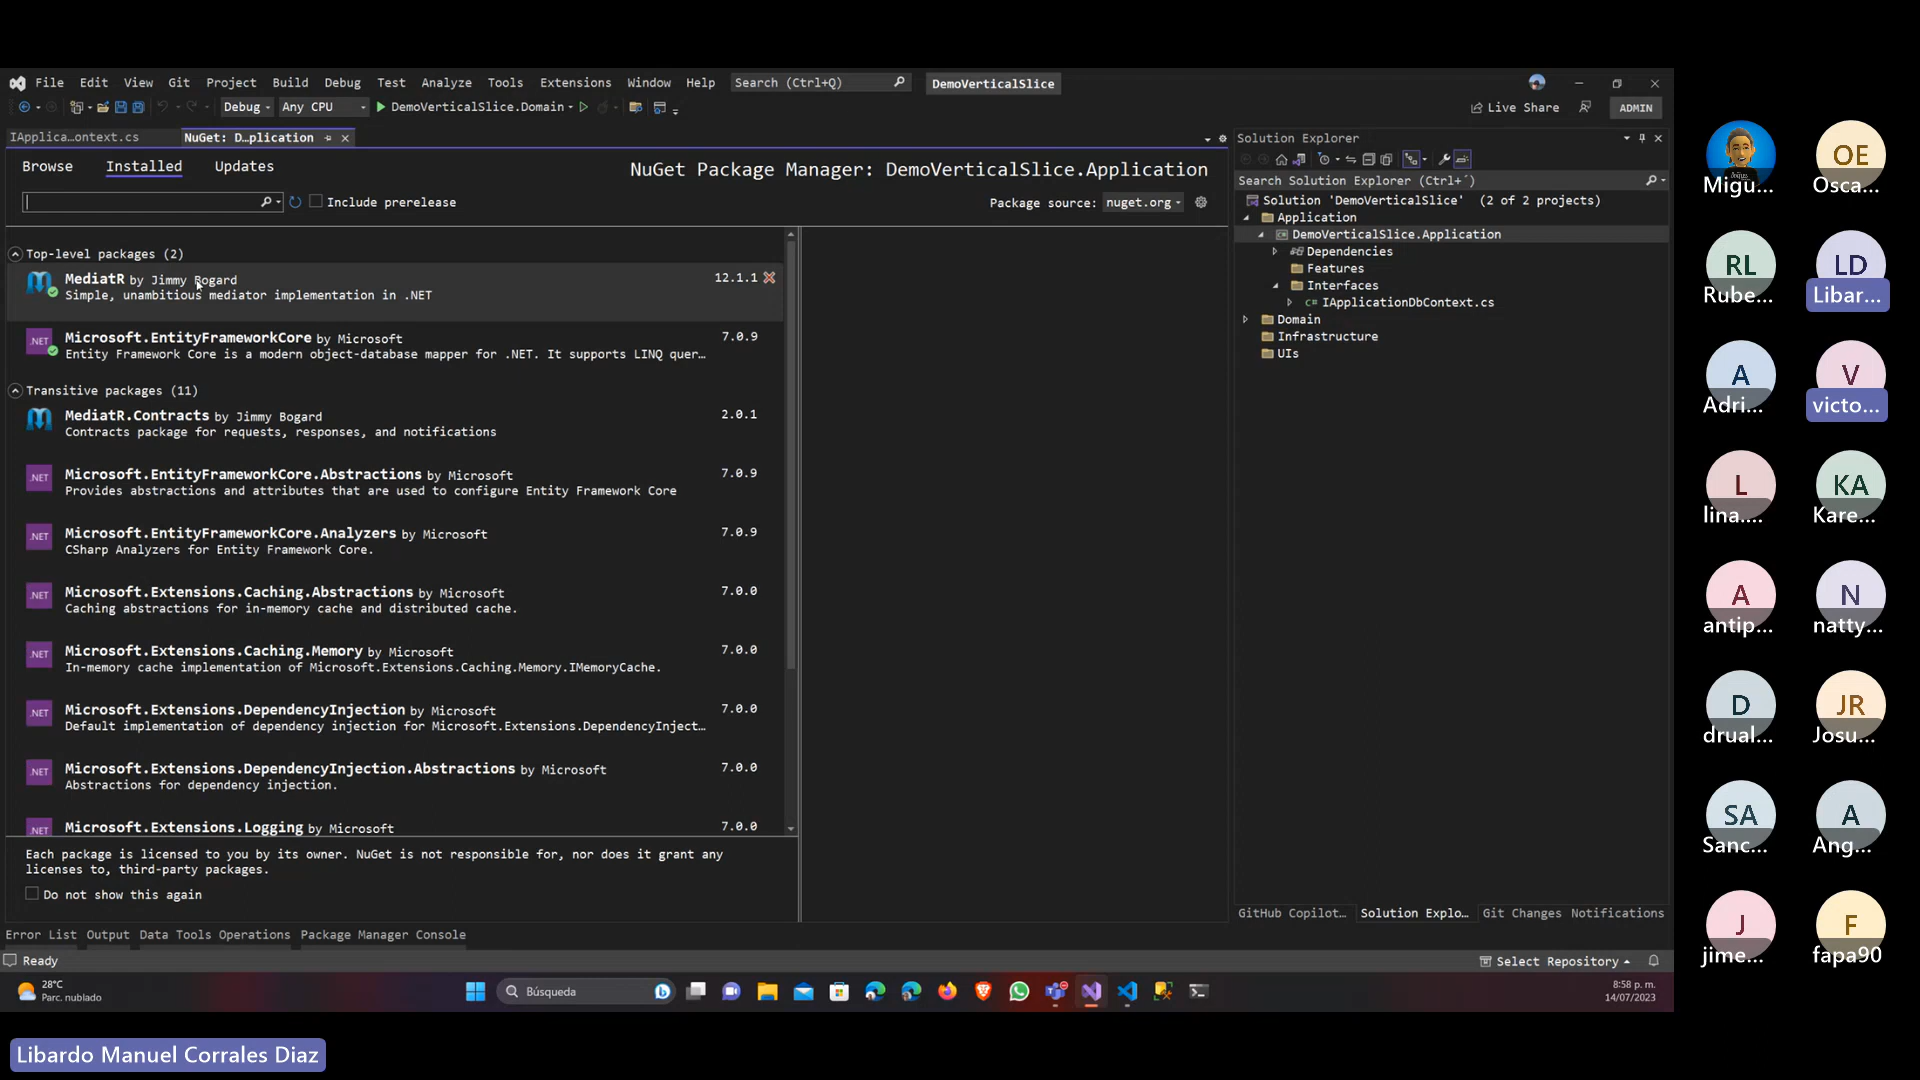 File Edit View Git Project Build Debug Test Analyze Tools Extensions Window Help Search (Ctrl+Q) DemoVerticalSlice
Debug Any CPU DemoVerticalSlice.Domain Live Share ADMIN
IApplica…ontext.cs NuGet: D…plication
Browse Installed Updates NuGet Package Manager: DemoVerticalSlice.Application
Include prerelease Package source: nuget.org
Top-level packages (2)
MediatR by Jimmy Bogard 12.1.1
Simple, unambitious mediator implementation in .NET
.NET Microsoft.EntityFrameworkCore by Microsoft 7.0.9
Entity Framework Core is a modern object-database mapper for .NET. It supports LINQ quer…
Transitive packages (11)
MediatR.Contracts by Jimmy Bogard 2.0.1
Contracts package for requests, responses, and notifications
.NET Microsoft.EntityFrameworkCore.Abstractions by Microsoft 7.0.9
Provides abstractions and attributes that are used to configure Entity Framework Core
.NET Microsoft.EntityFrameworkCore.Analyzers by Microsoft 7.0.9
CSharp Analyzers for Entity Framework Core.
.NET Microsoft.Extensions.Caching.Abstractions by Microsoft 7.0.0
Caching abstractions for in-memory cache and distributed cache.
.NET Microsoft.Extensions.Caching.Memory by Microsoft 7.0.0
In-memory cache implementation of Microsoft.Extensions.Caching.Memory.IMemoryCache.
.NET Microsoft.Extensions.DependencyInjection by Microsoft 7.0.0
Default implementation of dependency injection for Microsoft.Extensions.DependencyInject…
.NET Microsoft.Extensions.DependencyInjection.Abstractions by Microsoft 7.0.0
Abstractions for dependency injection.
.NET Microsoft.Extensions.Logging by Microsoft 7.0.0
Each package is licensed to you by its owner. NuGet is not responsible for, nor does it grant any
licenses to, third-party packages.
Do not show this again
Solution Explorer
Search Solution Explorer (Ctrl+´)
Solution 'DemoVerticalSlice' (2 of 2 projects)
Application
DemoVerticalSlice.Application
Dependencies
Features
Interfaces
C# IApplicationDbContext.cs
Domain
Infrastructure
UIs
GitHub Copilot… Solution Explo… Git Changes Notifications
Error List Output Data Tools Operations Package Manager Console
Ready Select Repository
28°C
Parc. nublado
Búsqueda
8:58 p. m.
14/07/2023
Migu...
OE
Osca...
RL
Rube...
LD
Libar...
A
Adri...
V
victo...
L
lina....
KA
Kare...
A
antip...
N
natty...
D
drual...
JR
Josu...
SA
Sanc...
A
Ang...
J
jime...
F
fapa90
Libardo Manuel Corrales Diaz